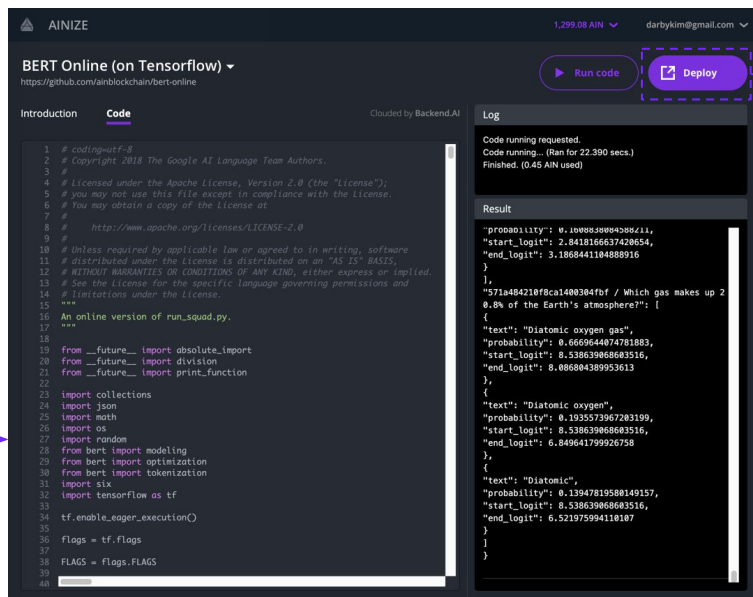 AINIZE
1,299.08 AIN
darbykim@gmail.com
BERT Online (on Tensorflow)
https://github.com/ainblockchain/bert-online
Run code
Deploy
Introduction
Code
Clouded by Backend.AI
1 # coding=utf-8
2 # Copyright 2018 The Google AI Language Team Authors.
3 #
4 # Licensed under the Apache License, Version 2.0 (the "License");
5 # you may not use this file except in compliance with the License.
6 # You may obtain a copy of the License at
7 #
8 #     http://www.apache.org/licenses/LICENSE-2.0
9 #
10 # Unless required by applicable law or agreed to in writing, software
11 # distributed under the License is distributed on an "AS IS" BASIS,
12 # WITHOUT WARRANTIES OR CONDITIONS OF ANY KIND, either express or implied.
13 # See the License for the specific language governing permissions and
14 # limitations under the License.
15 """
16 An online version of run_squad.py.
17 """
18
19 from __future__ import absolute_import
20 from __future__ import division
21 from __future__ import print_function
22
23 import collections
24 import json
25 import math
26 import os
27 import random
28 from bert import modeling
29 from bert import optimization
30 from bert import tokenization
31 import six
32 import tensorflow as tf
33
34 tf.enable_eager_execution()
35
36 flags = tf.flags
37
38 FLAGS = flags.FLAGS
39
40
Log
Code running requested.
Code running... (Ran for 22.390 secs.)
Finished. (0.45 AIN used)
Result
"probability": 0.1608838084588211,
"start_logit": 2.8418166637420654,
"end_logit": 3.1868441104888916
}
],
"571a484210f8ca1400304fbf / Which gas makes up 2
0.8% of the Earth's atmosphere?": [
{
"text": "Diatomic oxygen gas",
"probability": 0.6669644074781883,
"start_logit": 8.538639068603516,
"end_logit": 8.086804389953613
},
{
"text": "Diatomic oxygen",
"probability": 0.1935573967203199,
"start_logit": 8.538639068603516,
"end_logit": 6.849641799926758
},
{
"text": "Diatomic",
"probability": 0.13947819580149157,
"start_logit": 8.538639068603516,
"end_logit": 6.521975994110107
}
]
}